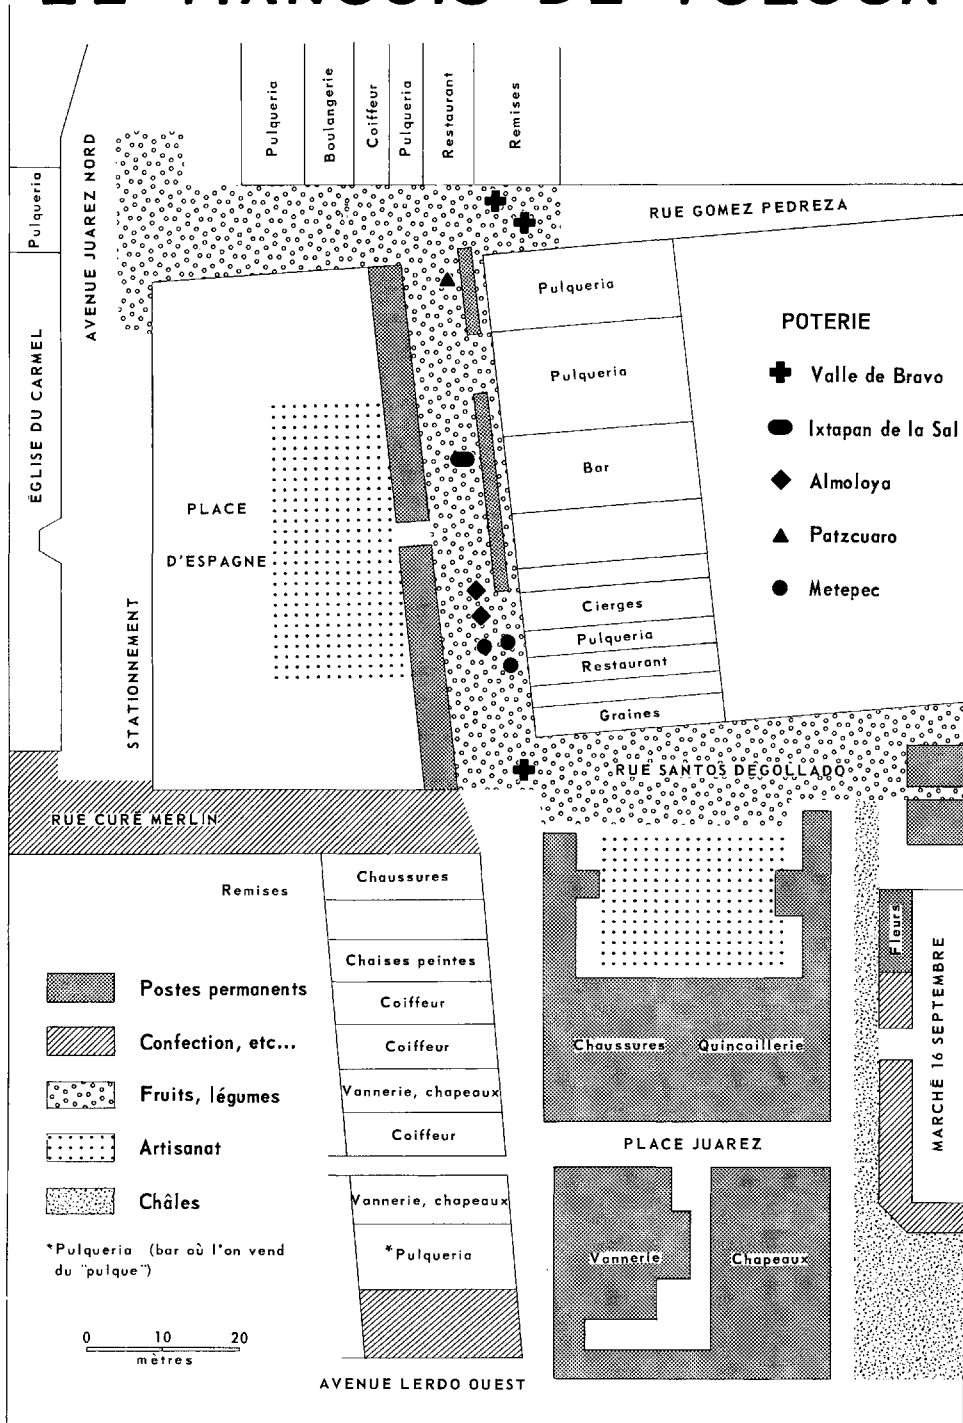 Pulqueria
Boulangerie
Coiffeur
Pulqueria
Restaurant
Remises
Pulqueria
AVENUE JUAREZ NORD
RUE GOMEZ PEDREZA
ÉGLISE DU CARMEL
Pulqueria
Pulqueria
Bar
Cierges
Pulqueria
Restaurant
Graines
POTERIE
Valle de Bravo
Ixtapan de la Sal
Almoloya
Patzcuaro
Metepec
PLACE
D'ESPAGNE
STATIONNEMENT
RUE SANTOS DEGOLLADO
RUE CURÉ MERLIN
Remises
Chaussures
Chaises peintes
Coiffeur
Coiffeur
Vannerie, chapeaux
Coiffeur
Vannerie, chapeaux
*Pulqueria
Fleurs
MARCHÉ 16 SEPTEMBRE
Chaussures
Quincaillerie
PLACE JUAREZ
Vannerie
Chapeaux
Postes permanents
Confection, etc...
Fruits, légumes
Artisanat
Châles
*Pulqueria (bar où l'on vend
du "pulque")
0 10 20
mètres
AVENUE LERDO OUEST